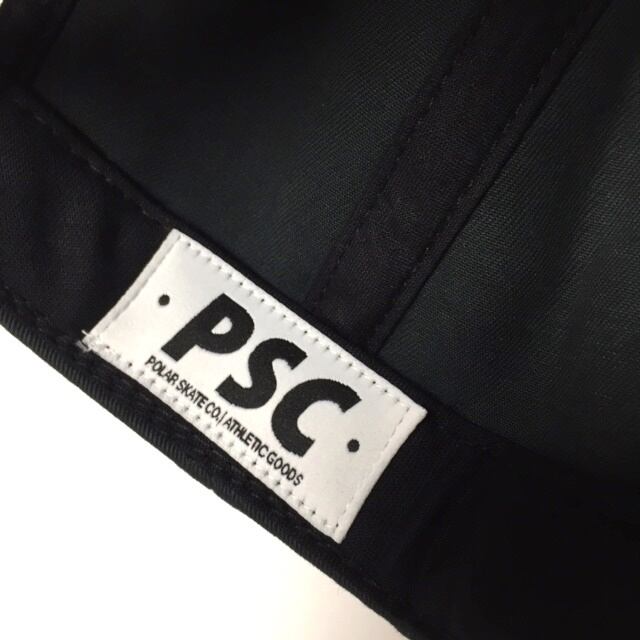 • PSC •
POLAR SKATE CO. | ATHLETIC GOODS